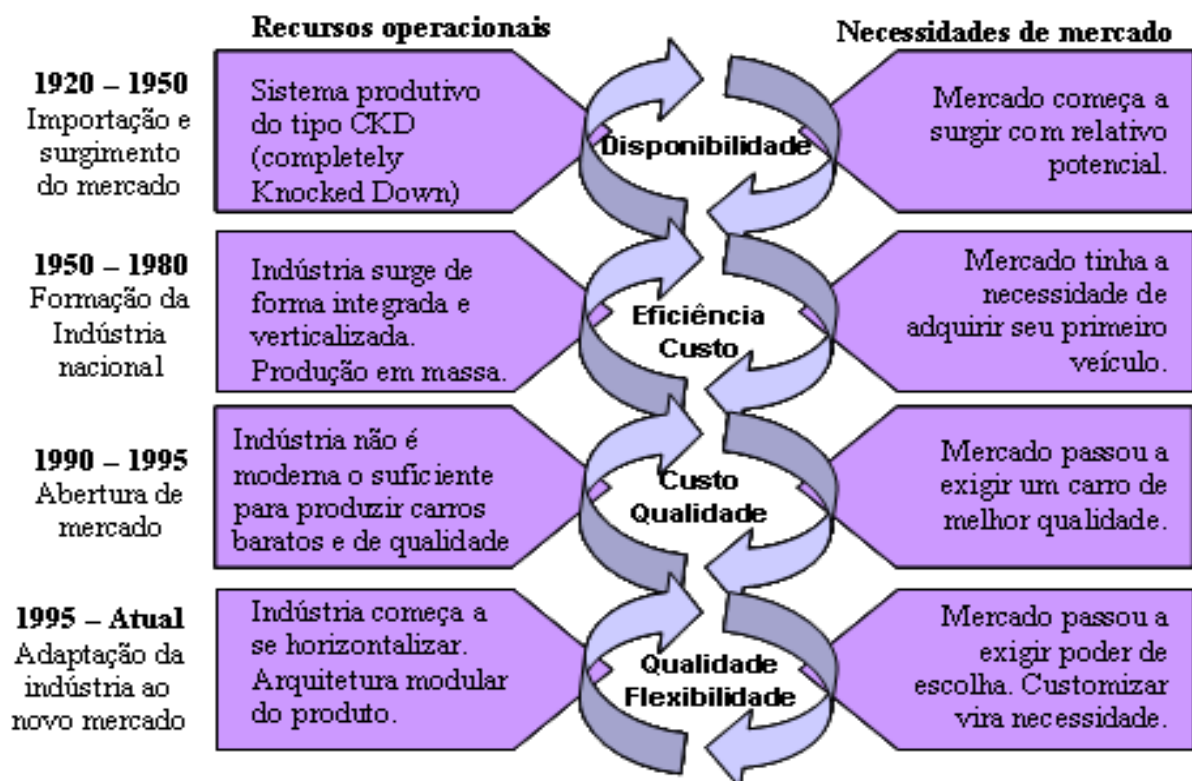 Recursos operacionais
Necessidades de mercado
1920 – 1950
Importação e
surgimento
do mercado
Sistema produtivo
do tipo CKD
(completely
Knocked Down)
Disponibilidade
Mercado começa a
surgir com relativo
potencial.
1950 – 1980
Formação da
Indústria
nacional
Indústria surge de
forma integrada e
verticalizada.
Produção em massa.
Eficiência
Custo
Mercado tinha a
necessidade de
adquirir seu primeiro
veículo.
1990 – 1995
Abertura de
mercado
Indústria não é
moderna o suficiente
para produzir carros
baratos e de qualidade
Custo
Qualidade
Mercado passou a
exigir um carro de
melhor qualidade.
1995 – Atual
Adaptação da
indústria ao
novo mercado
Indústria começa a
se horizontalizar.
Arquitetura modular
do produto.
Qualidade
Flexibilidade
Mercado passou a
exigir poder de
escolha. Customizar
vira necessidade.